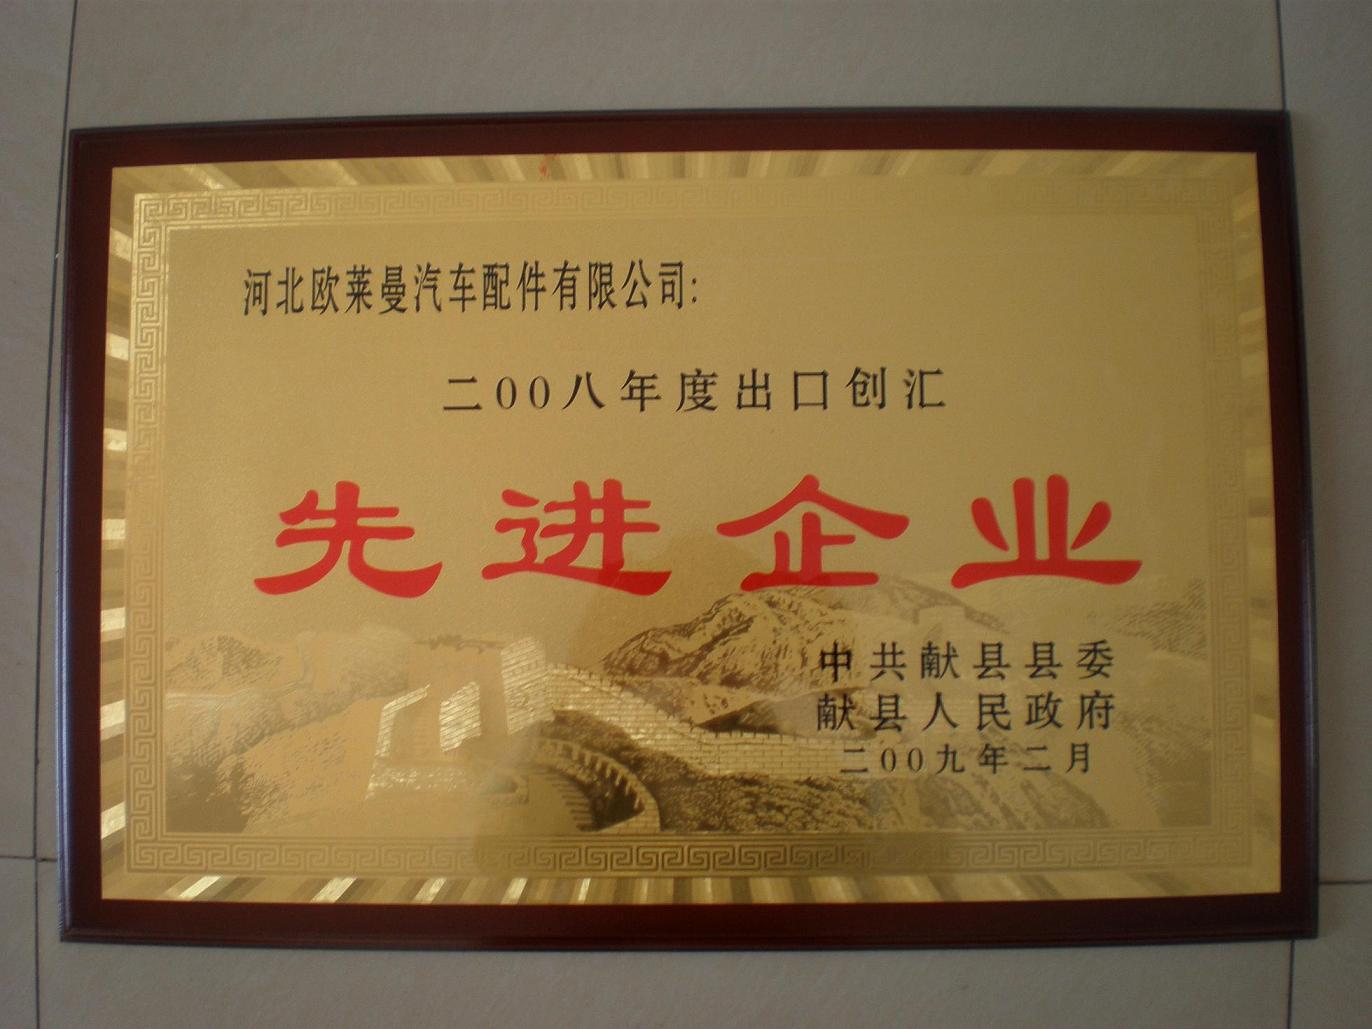 河北欧莱曼汽车配件有限公司:
二00八年度出口创汇
先进企业
中共献县县委
献县人民政府
二00九年二月